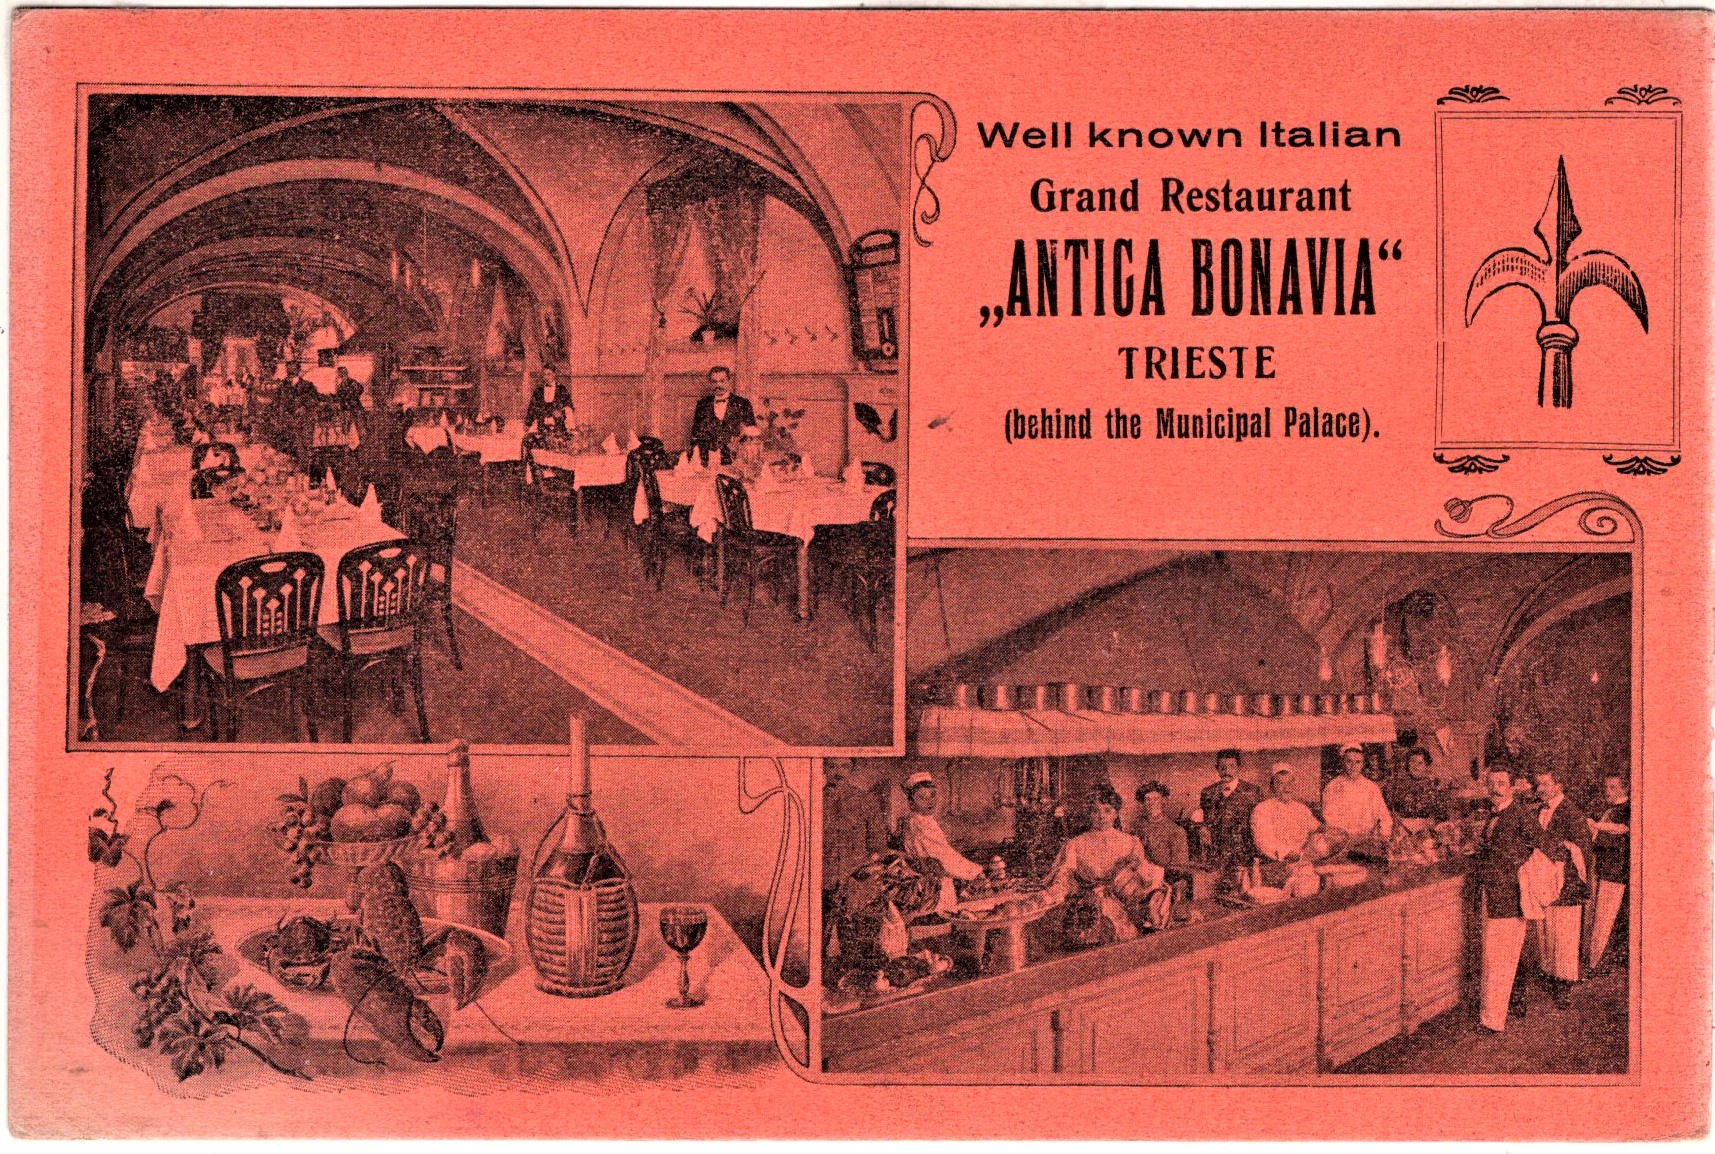 Well known Italian
Grand Restaurant
„ANTICA BONAVIA“
TRIESTE
(behind the Municipal Palace).